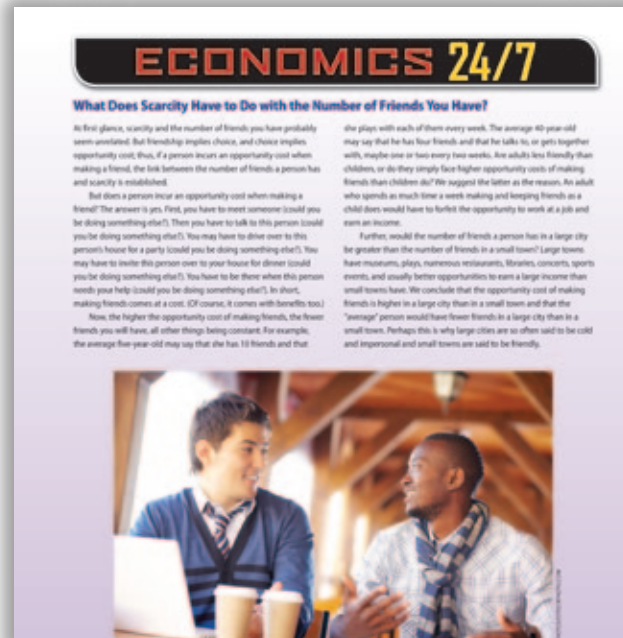 ECONOMICS 24/7
What Does Scarcity Have to Do with the Number of Friends You Have?
At first glance, scarcity and the number of friends you have probably
seem unrelated. But friendship implies choice, and choice implies
opportunity cost; thus, if a person incurs an opportunity cost when
making a friend, the link between the number of friends a person has
and scarcity is established.
But does a person incur an opportunity cost when making a
friend? The answer is yes. First, you have to meet someone (could you
be doing something else?). Then you have to talk to this person (could
you be doing something else?). You may have to drive over to this
person's house for a party (could you be doing something else?). You
may have to invite this person over to your house for dinner (could
you be doing something else?). You have to be there when this person
needs your help (could you be doing something else?). In short,
making friends comes at a cost. (Of course, it comes with benefits too.)
Now, the higher the opportunity cost of making friends, the fewer
friends you will have, all other things being constant. For example,
the average five-year-old may say that she has 10 friends and that
she plays with each of them every week. The average 40-year-old
may say that he has four friends and that he talks to, or gets together
with, maybe one or two every two weeks. Are adults less friendly than
children, or do they simply face higher opportunity costs of making
friends than children do? We suggest the latter as the reason. An adult
who spends as much time a week making and keeping friends as a
child does would have to forfeit the opportunity to work at a job and
earn an income.
Further, would the number of friends a person has in a large city
be greater than the number of friends in a small town? Large towns
have museums, plays, numerous restaurants, libraries, concerts, sports
events, and usually better opportunities to earn a large income than
small towns have. We conclude that the opportunity cost of making
friends is higher in a large city than in a small town and that the
"average" person would have fewer friends in a large city than in a
small town. Perhaps this is why large cities are so often said to be cold
and impersonal and small towns are said to be friendly.